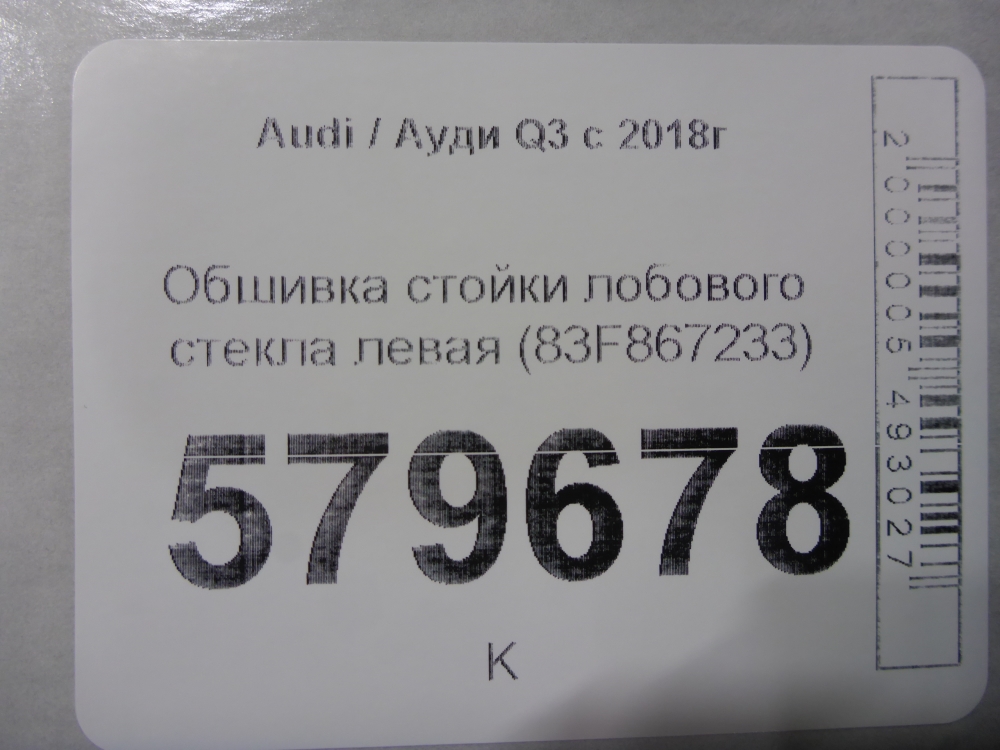 Audi / Ауди Q3 с 2018г
Обшивка стойки лобового
стекла левая (83F867233)
579678
К
2000005493027